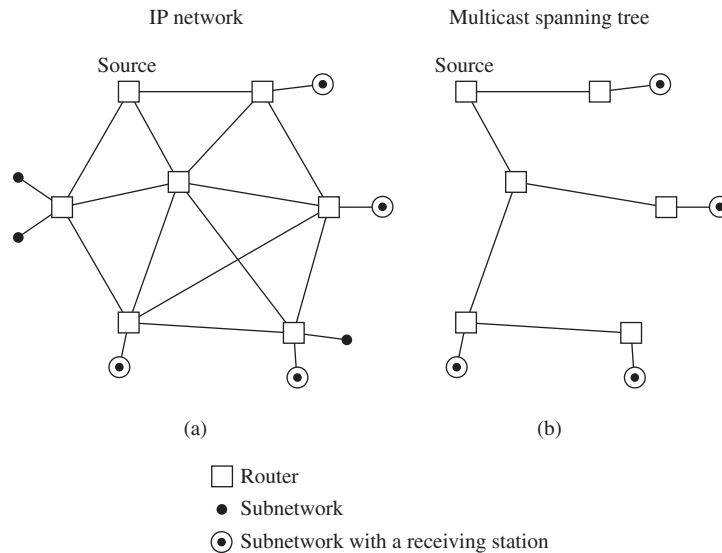 IP network
Multicast spanning tree
Source
Source
(a)
(b)
Router
Subnetwork
Subnetwork with a receiving station